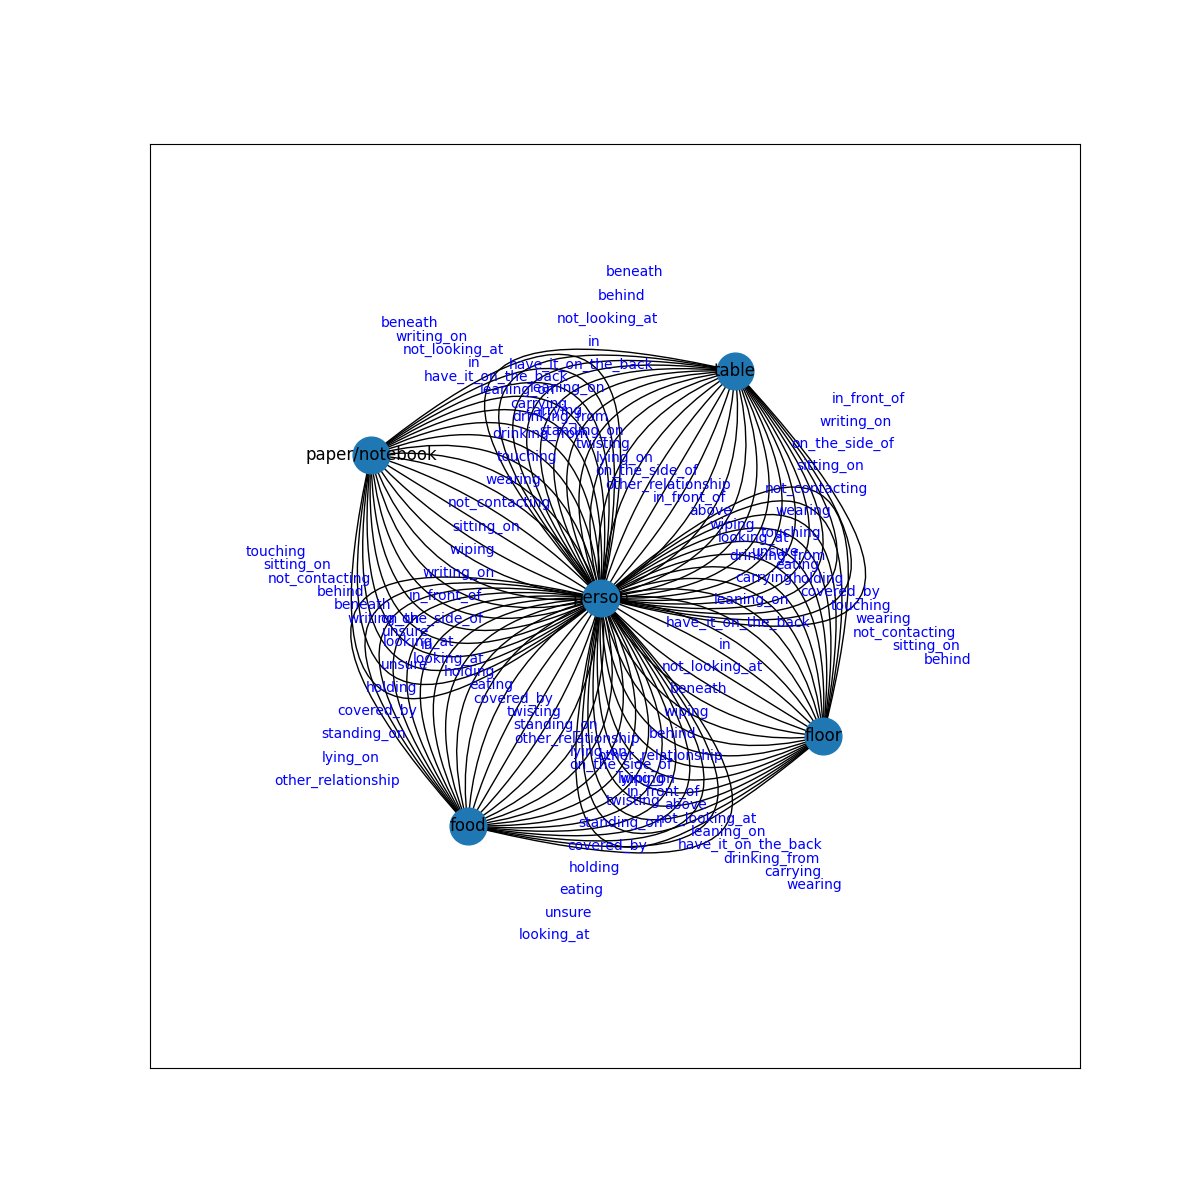 beneath
behind
not_looking_at
in
have_it_on_the_back
leaning_on
carrying
drinking_from
beneath
writing_on
not_looking_at
in
have_it_on_the_back
leaning_on
carrying
drinking_from
standing_on
twisting
lying_on
on_the_side_of
other_relationship
in_front_of
above
wiping
looking_at
unsure
eating
holding
covered_by
touching
wearing
not_contacting
sitting_on
behind
table
in_front_of
writing_on
on_the_side_of
sitting_on
not_contacting
wearing
touching
drinking_from
carrying
leaning_on
have_it_on_the_back
in
not_looking_at
beneath
wiping
behind
other_relationship
lying_on
twisting
standing_on
covered_by
holding
eating
unsure
looking_at
paper/notebook
touching
wearing
not_contacting
sitting_on
wiping
writing_on
in_front_of
on_the_side_of
looking_at
unsure
holding
covered_by
standing_on
lying_on
other_relationship
person
touching
sitting_on
not_contacting
behind
beneath
writing_on
unsure
in
looking_at
holding
eating
covered_by
twisting
standing_on
other_relationship
lying_on
on_the_side_of
wiping
in_front_of
above
not_looking_at
leaning_on
have_it_on_the_back
drinking_from
carrying
wearing
floor
food